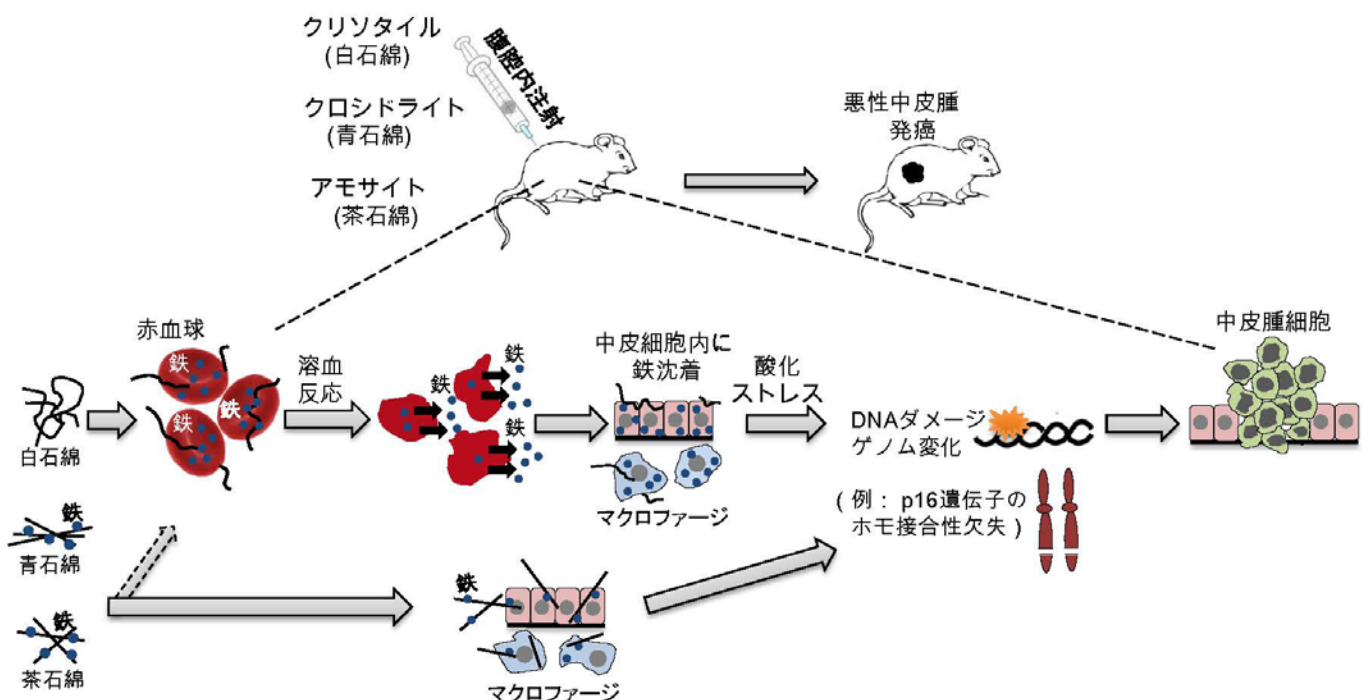 クリソタイル
(白石綿)
クロシドライト
(青石綿)
アモサイト
(茶石綿)
腹腔内注射
悪性中皮腫
発癌
赤血球
鉄
鉄
鉄
白石綿
溶血
反応
鉄
鉄
鉄
中皮細胞内に
鉄沈着
マクロファージ
酸化
ストレス
DNAダメージ
ゲノム変化
(例: p16遺伝子の
ホモ接合性欠失)
中皮腫細胞
鉄
青石綿
鉄
茶石綿
鉄
マクロファージ